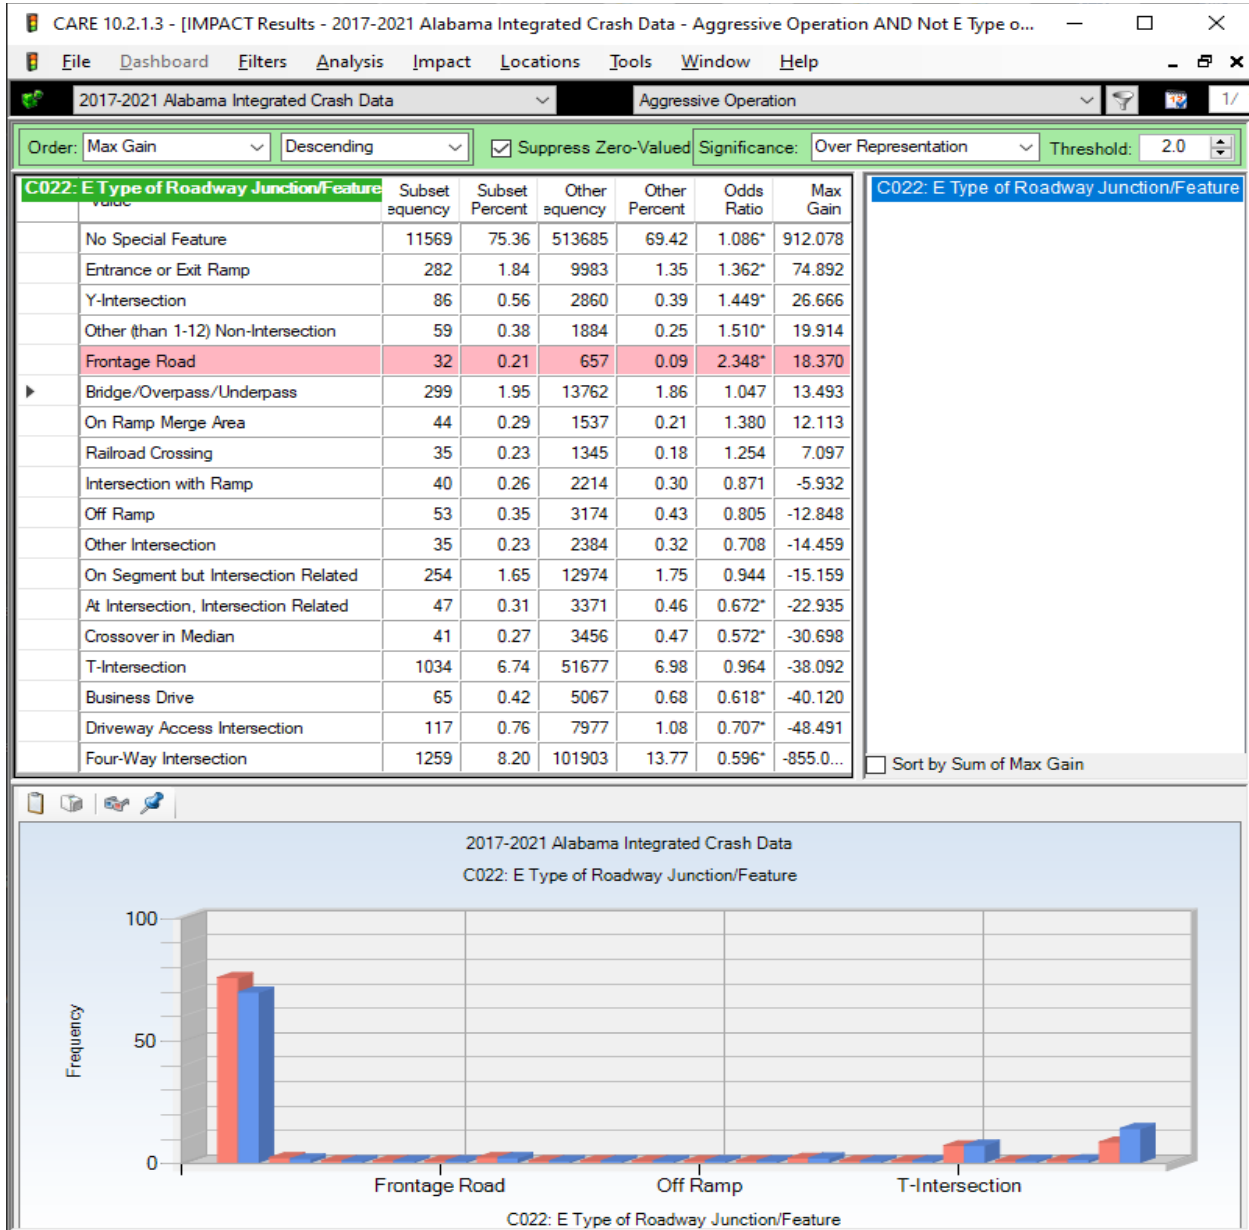 CARE 10.2.1.3 - [IMPACT Results - 2017-2021 Alabama Integrated Crash Data - Aggressive Operation AND Not E Type o...
File Dashboard Filters Analysis Impact Locations Tools Window Help
2017-2021 Alabama Integrated Crash Data Aggressive Operation 1/
Order: Max Gain Descending Suppress Zero-Valued Significance: Over Representation Threshold: 2.0
C022: E Type of Roadway Junction/Feature Subset Subset Other Other Odds Max
equency Percent equency Percent Ratio Gain
C022: E Type of Roadway Junction/Feature
No Special Feature 11569 75.36 513685 69.42 1.086* 912.078
Entrance or Exit Ramp 282 1.84 9983 1.35 1.362* 74.892
Y-Intersection 86 0.56 2860 0.39 1.449* 26.666
Other (than 1-12) Non-Intersection 59 0.38 1884 0.25 1.510* 19.914
Frontage Road 32 0.21 657 0.09 2.348* 18.370
Bridge/Overpass/Underpass 299 1.95 13762 1.86 1.047 13.493
On Ramp Merge Area 44 0.29 1537 0.21 1.380 12.113
Railroad Crossing 35 0.23 1345 0.18 1.254 7.097
Intersection with Ramp 40 0.26 2214 0.30 0.871 -5.932
Off Ramp 53 0.35 3174 0.43 0.805 -12.848
Other Intersection 35 0.23 2384 0.32 0.708 -14.459
On Segment but Intersection Related 254 1.65 12974 1.75 0.944 -15.159
At Intersection, Intersection Related 47 0.31 3371 0.46 0.672* -22.935
Crossover in Median 41 0.27 3456 0.47 0.572* -30.698
T-Intersection 1034 6.74 51677 6.98 0.964 -38.092
Business Drive 65 0.42 5067 0.68 0.618* -40.120
Driveway Access Intersection 117 0.76 7977 1.08 0.707* -48.491
Four-Way Intersection 1259 8.20 101903 13.77 0.596* -855.0...
Sort by Sum of Max Gain
2017-2021 Alabama Integrated Crash Data
C022: E Type of Roadway Junction/Feature
100
50
0
Frequency
Frontage Road Off Ramp T-Intersection
C022: E Type of Roadway Junction/Feature